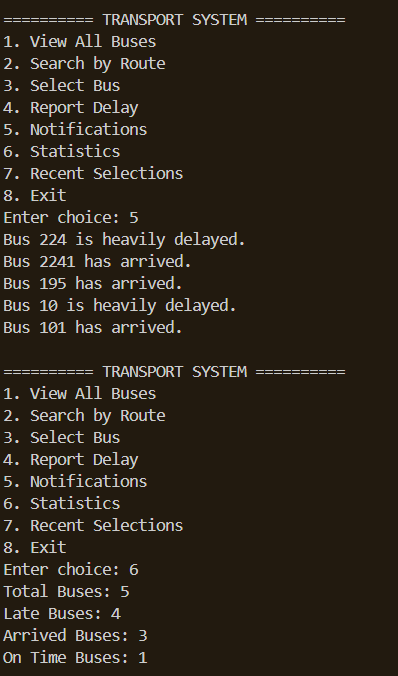 ========== TRANSPORT SYSTEM ==========
1. View All Buses
2. Search by Route
3. Select Bus
4. Report Delay
5. Notifications
6. Statistics
7. Recent Selections
8. Exit
Enter choice: 5
Bus 224 is heavily delayed.
Bus 2241 has arrived.
Bus 195 has arrived.
Bus 10 is heavily delayed.
Bus 101 has arrived.

========== TRANSPORT SYSTEM ==========
1. View All Buses
2. Search by Route
3. Select Bus
4. Report Delay
5. Notifications
6. Statistics
7. Recent Selections
8. Exit
Enter choice: 6
Total Buses: 5
Late Buses: 4
Arrived Buses: 3
On Time Buses: 1